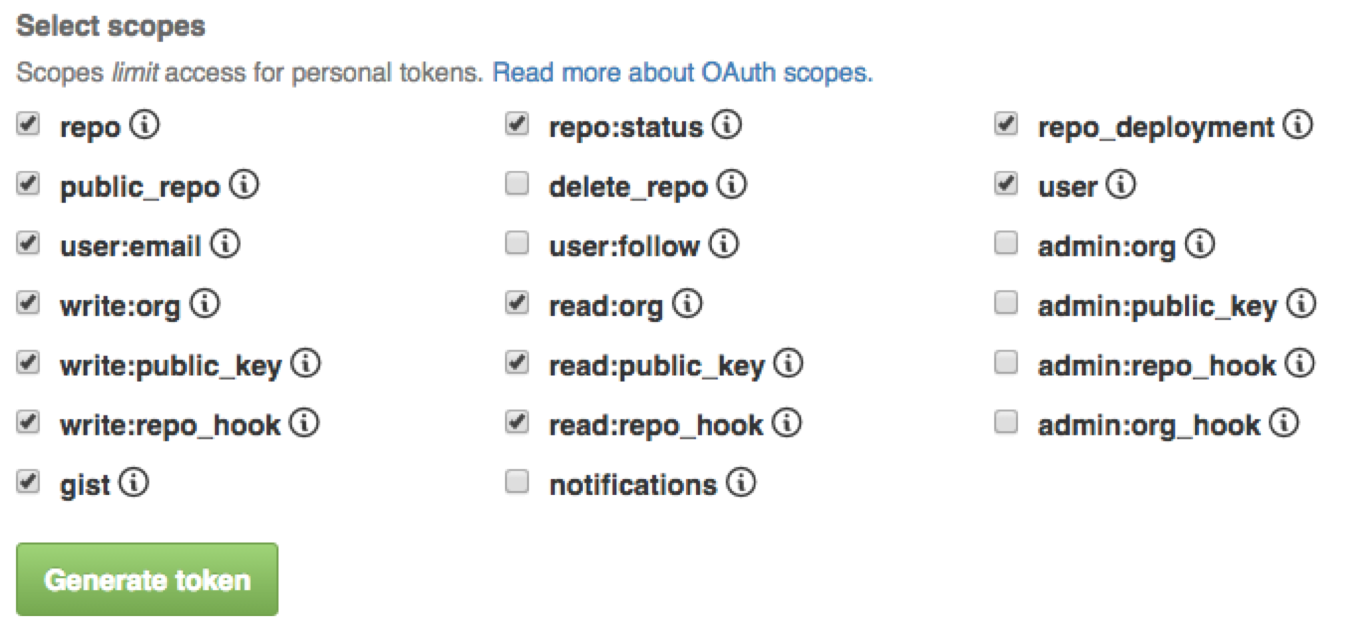 Select scopes
Scopes limit access for personal tokens. Read more about OAuth scopes.
repo repo:status repo_deployment
public_repo delete_repo user
user:email user:follow admin:org
write:org read:org admin:public_key
write:public_key read:public_key admin:repo_hook
write:repo_hook read:repo_hook admin:org_hook
gist notifications
Generate token